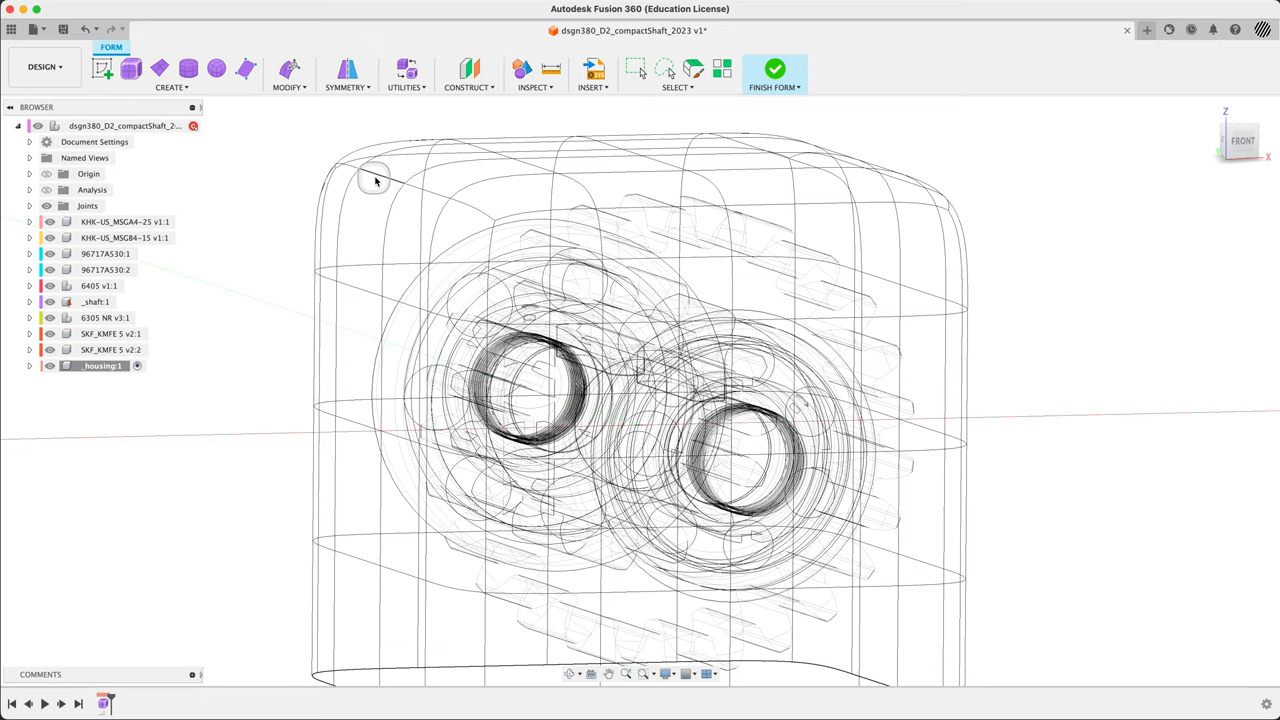 Autodesk Fusion 360 (Education License)
dsgn380_D2_compactShaft_2023 v1*
FORM
DESIGN
CREATE
MODIFY
SYMMETRY
UTILITIES
CONSTRUCT
INSPECT
INSERT
SELECT
FINISH FORM
BROWSER
dsgn380_D2_compactShaft_2...
Document Settings
Named Views
Origin
Analysis
Joints
KHK-US_MSGA4-25 v1:1
KHK-US_MSGB4-15 v1:1
96717A530:1
96717A530:2
6405 v1:1
_shaft:1
6305 NR v3:1
SKF_KMFE 5 v2:1
SKF_KMFE 5 v2:2
_housing:1
Z
FRONT
X
COMMENTS